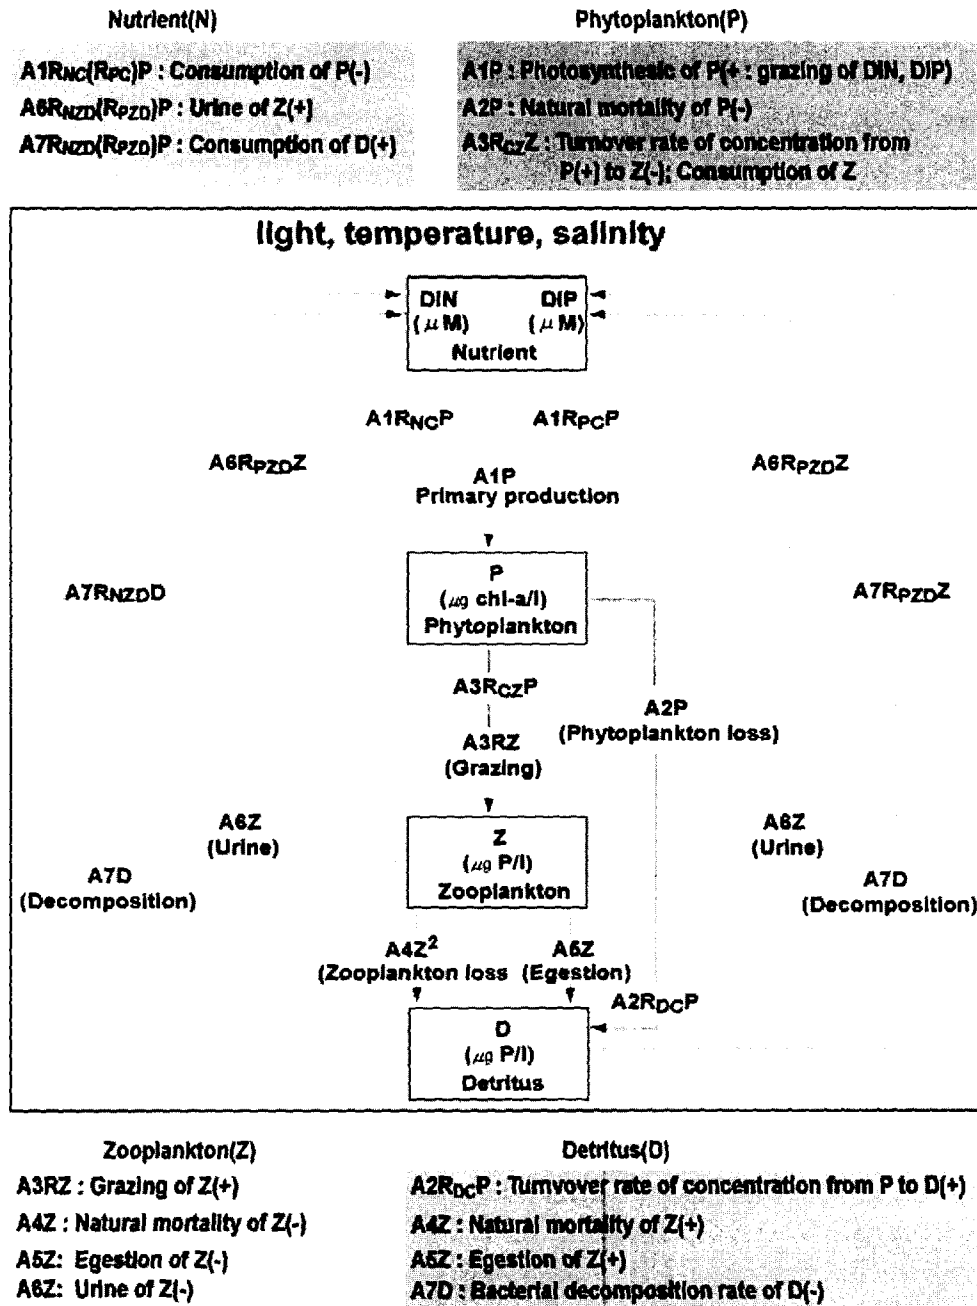 Nutrient(N)
A1RNC(RPC)P : Consumption of P(-)
A6RNZD(RPZD)P : Urine of Z(+)
A7RNZD(RPZD)P : Consumption of D(+)
Phytoplankton(P)
A1P : Photosynthesic of P(+ : grazing of DIN, DIP)
A2P : Natural mortality of P(-)
A3RCZZ : Turnover rate of concentration from
P(+) to Z(-); Consumption of Z
light, temperature, salinity
DIN DIP
(μM) (μM)
Nutrient
A1RNCP A1RPCP
A6RPZDZ A6RPZDZ
A1P
Primary production
A7RNZDD A7RPZDZ
P
(μg chl-a/l)
Phytoplankton
A3RCZP
A2P
(Phytoplankton loss)
A3RZ
(Grazing)
A6Z A6Z
(Urine) (Urine)
Z
(μg P/l)
Zooplankton
A7D A7D
(Decomposition) (Decomposition)
A4Z² A5Z
(Zooplankton loss (Egestion)
A2RDCP
D
(μg P/l)
Detritus
Zooplankton(Z)
A3RZ : Grazing of Z(+)
A4Z : Natural mortality of Z(-)
A5Z: Egestion of Z(-)
A6Z: Urine of Z(-)
Detritus(D)
A2RDCP : Turnvover rate of concentration from P to D(+)
A4Z : Natural mortality of Z(+)
A5Z : Egestion of Z(+)
A7D : Bacterial decomposition rate of D(-)